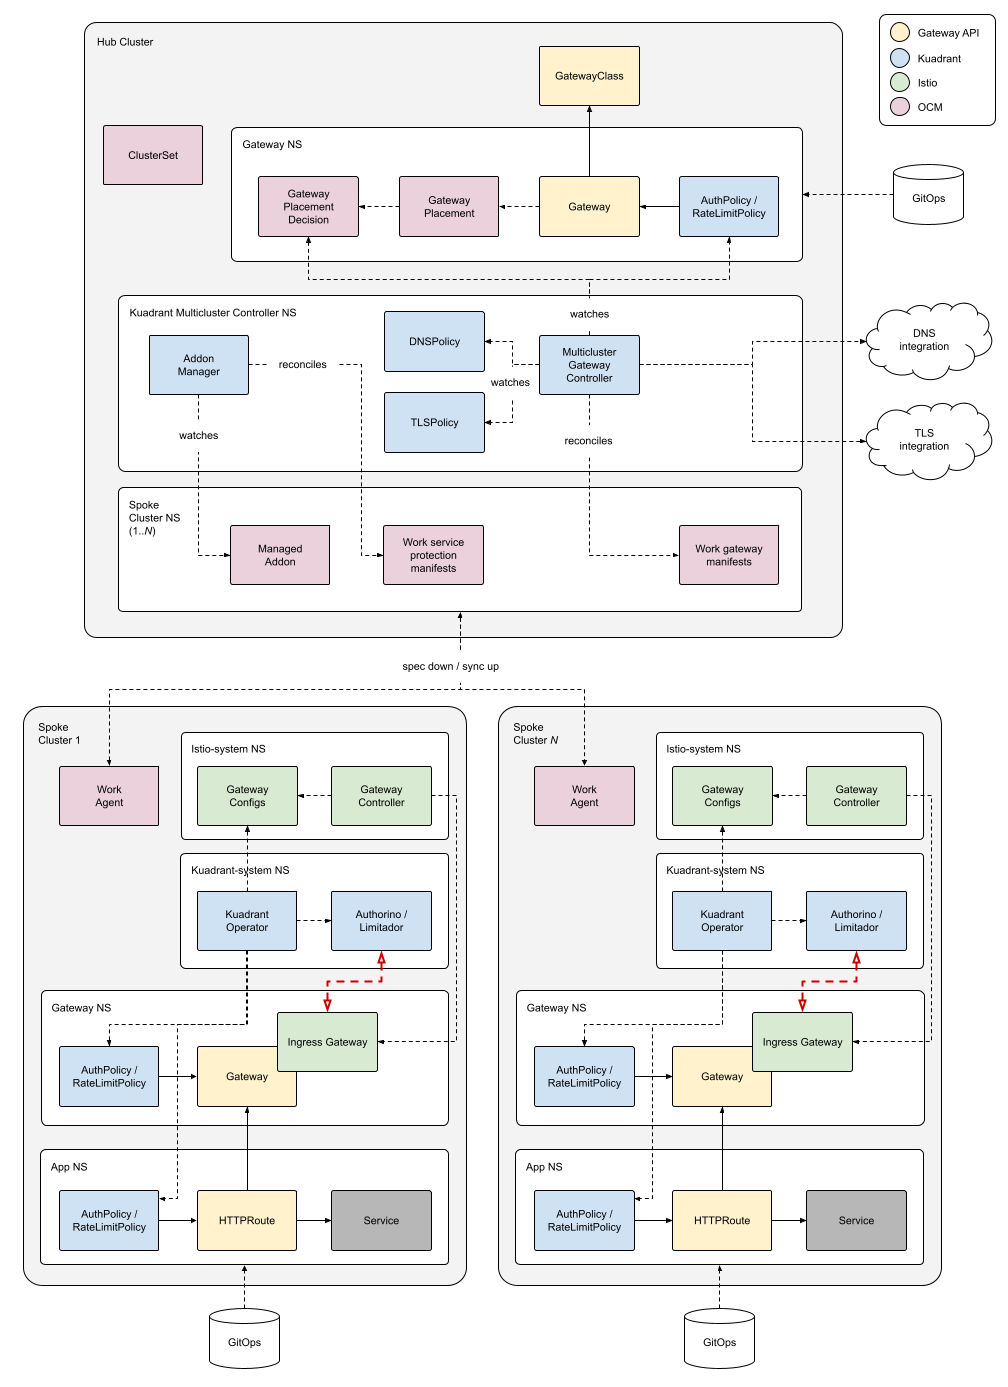 Hub Cluster
GatewayClass
Gateway API
Kuadrant
Istio
OCM
ClusterSet
Gateway NS
Gateway
Placement
Decision
Gateway
Placement
Gateway
AuthPolicy /
RateLimitPolicy
GitOps
Kuadrant Multicluster Controller NS
watches
Addon
Manager
reconciles
DNSPolicy
watches
TLSPolicy
Multicluster
Gateway
Controller
DNS
integration
TLS
integration
watches
reconciles
Spoke
Cluster NS
(1..N)
Managed
Addon
Work service
protection
manifests
Work gateway
manifests
spec down / sync up
Spoke
Cluster 1
Work
Agent
Istio-system NS
Gateway
Configs
Gateway
Controller
Kuadrant-system NS
Kuadrant
Operator
Authorino /
Limitador
Gateway NS
Ingress Gateway
AuthPolicy /
RateLimitPolicy
Gateway
App NS
AuthPolicy /
RateLimitPolicy
HTTPRoute
Service
GitOps
Spoke
Cluster N
Work
Agent
Istio-system NS
Gateway
Configs
Gateway
Controller
Kuadrant-system NS
Kuadrant
Operator
Authorino /
Limitador
Gateway NS
Ingress Gateway
AuthPolicy /
RateLimitPolicy
Gateway
App NS
AuthPolicy /
RateLimitPolicy
HTTPRoute
Service
GitOps